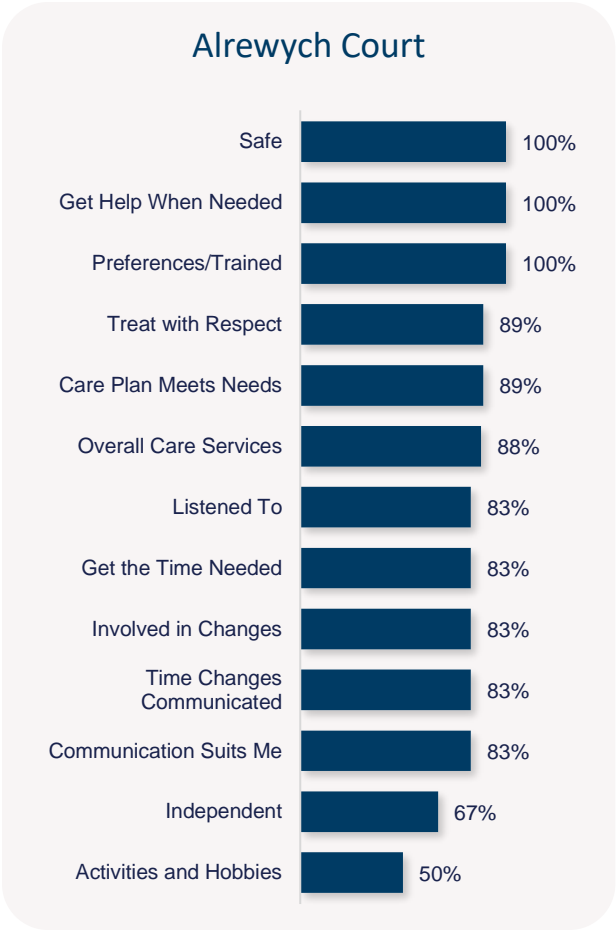 Alrewych Court
Safe 100%
Get Help When Needed 100%
Preferences/Trained 100%
Treat with Respect 89%
Care Plan Meets Needs 89%
Overall Care Services 88%
Listened To 83%
Get the Time Needed 83%
Involved in Changes 83%
Time Changes
Communicated 83%
Communication Suits Me 83%
Independent 67%
Activities and Hobbies 50%